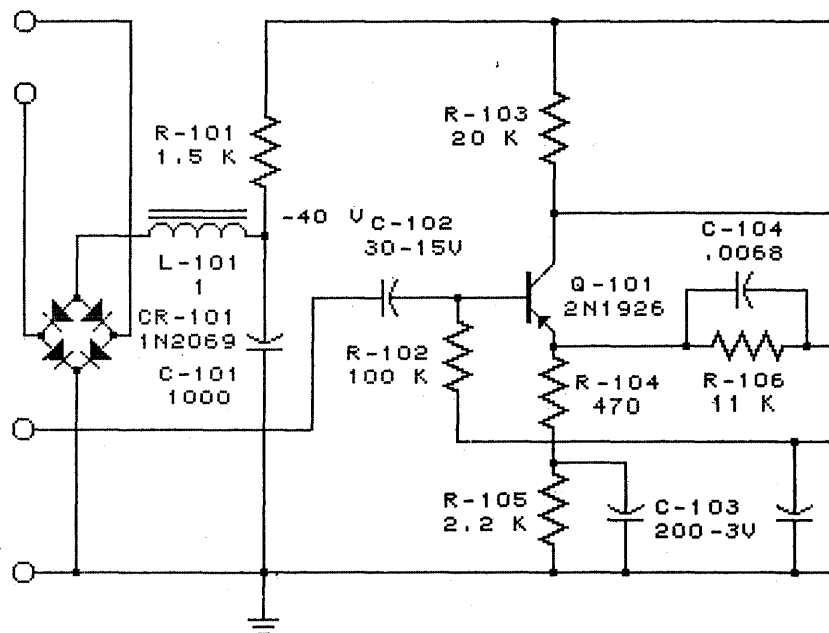 R-101
1.5 K
R-103
20 K
-40 V
C-102
30-15V
C-104
.0068
L-101
1
Q-101
2N1926
CR-101
1N2069
R-102
100 K
C-101
1000
R-104
470
R-106
11 K
R-105
2.2 K
C-103
200-3V